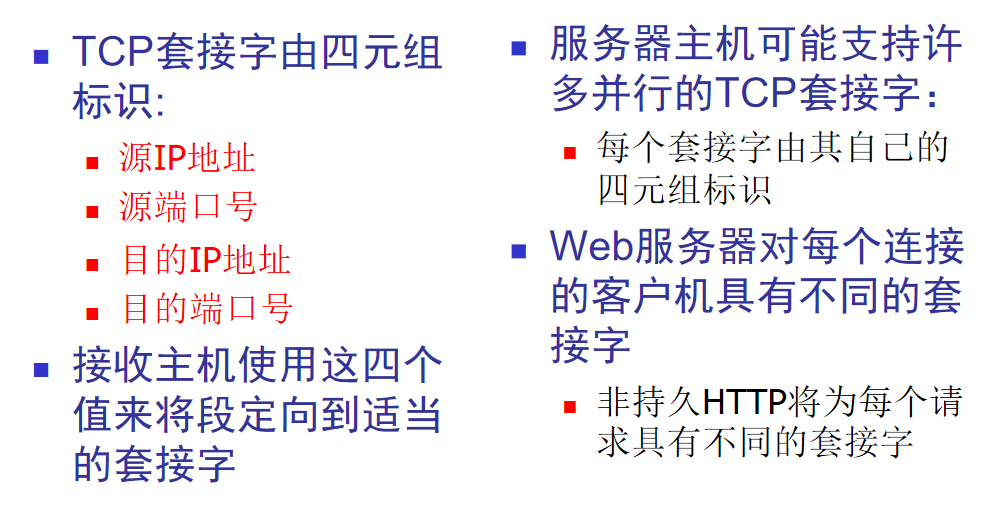 TCP套接字由四元组
标识:
源IP地址
源端口号
目的IP地址
目的端口号
接收主机使用这四个
值来将段定向到适当
的套接字
服务器主机可能支持许
多并行的TCP套接字：
每个套接字由其自己的
四元组标识
Web服务器对每个连接
的客户机具有不同的套
接字
非持久HTTP将为每个请
求具有不同的套接字